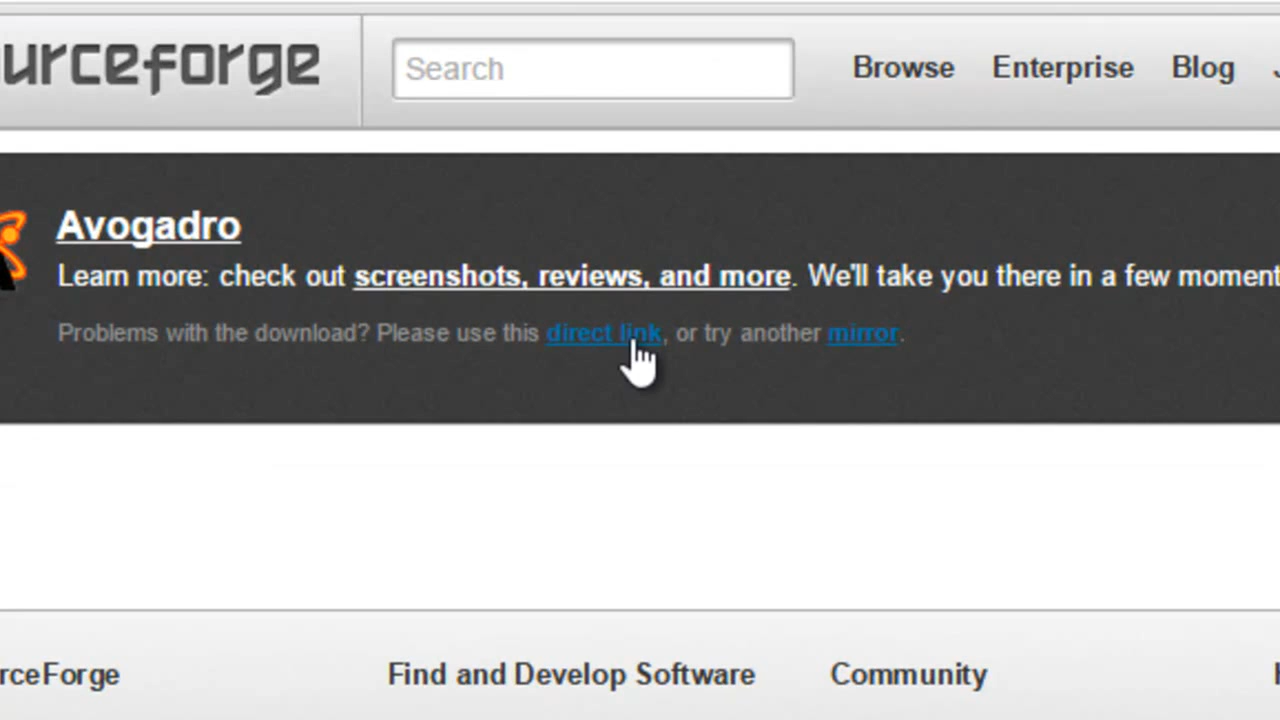 urceforge
Search
Browse
Enterprise
Blog
Avogadro
Learn more: check out screenshots, reviews, and more. We'll take you there in a few moment
Problems with the download? Please use this direct link, or try another mirror.
rceForge
Find and Develop Software
Community